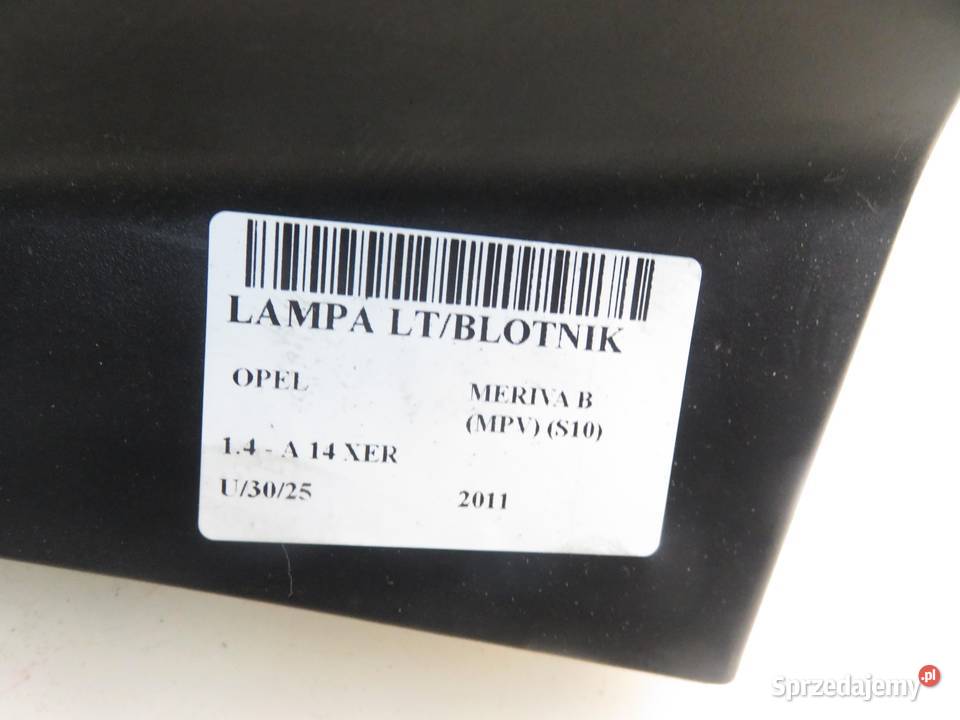 LAMPA LT/BLOTNIK
OPEL
MERIVA B
(MPV) (S10)
1.4 - A 14 XER
U/30/25
2011
Sprzedajemy.pl